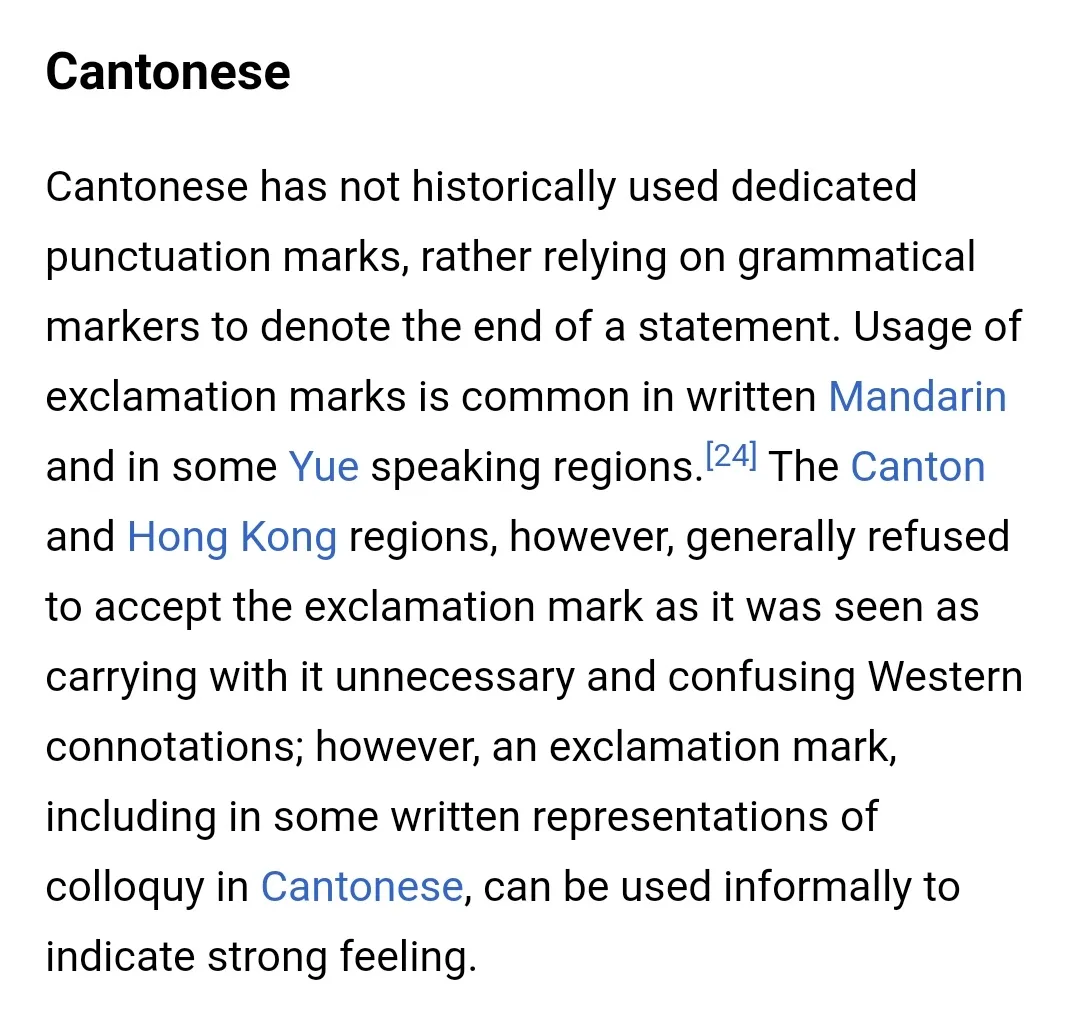 Cantonese
Cantonese has not historically used dedicated
punctuation marks, rather relying on grammatical
markers to denote the end of a statement. Usage of
exclamation marks is common in written Mandarin
and in some Yue speaking regions.[24] The Canton
and Hong Kong regions, however, generally refused
to accept the exclamation mark as it was seen as
carrying with it unnecessary and confusing Western
connotations; however, an exclamation mark,
including in some written representations of
colloquy in Cantonese, can be used informally to
indicate strong feeling.